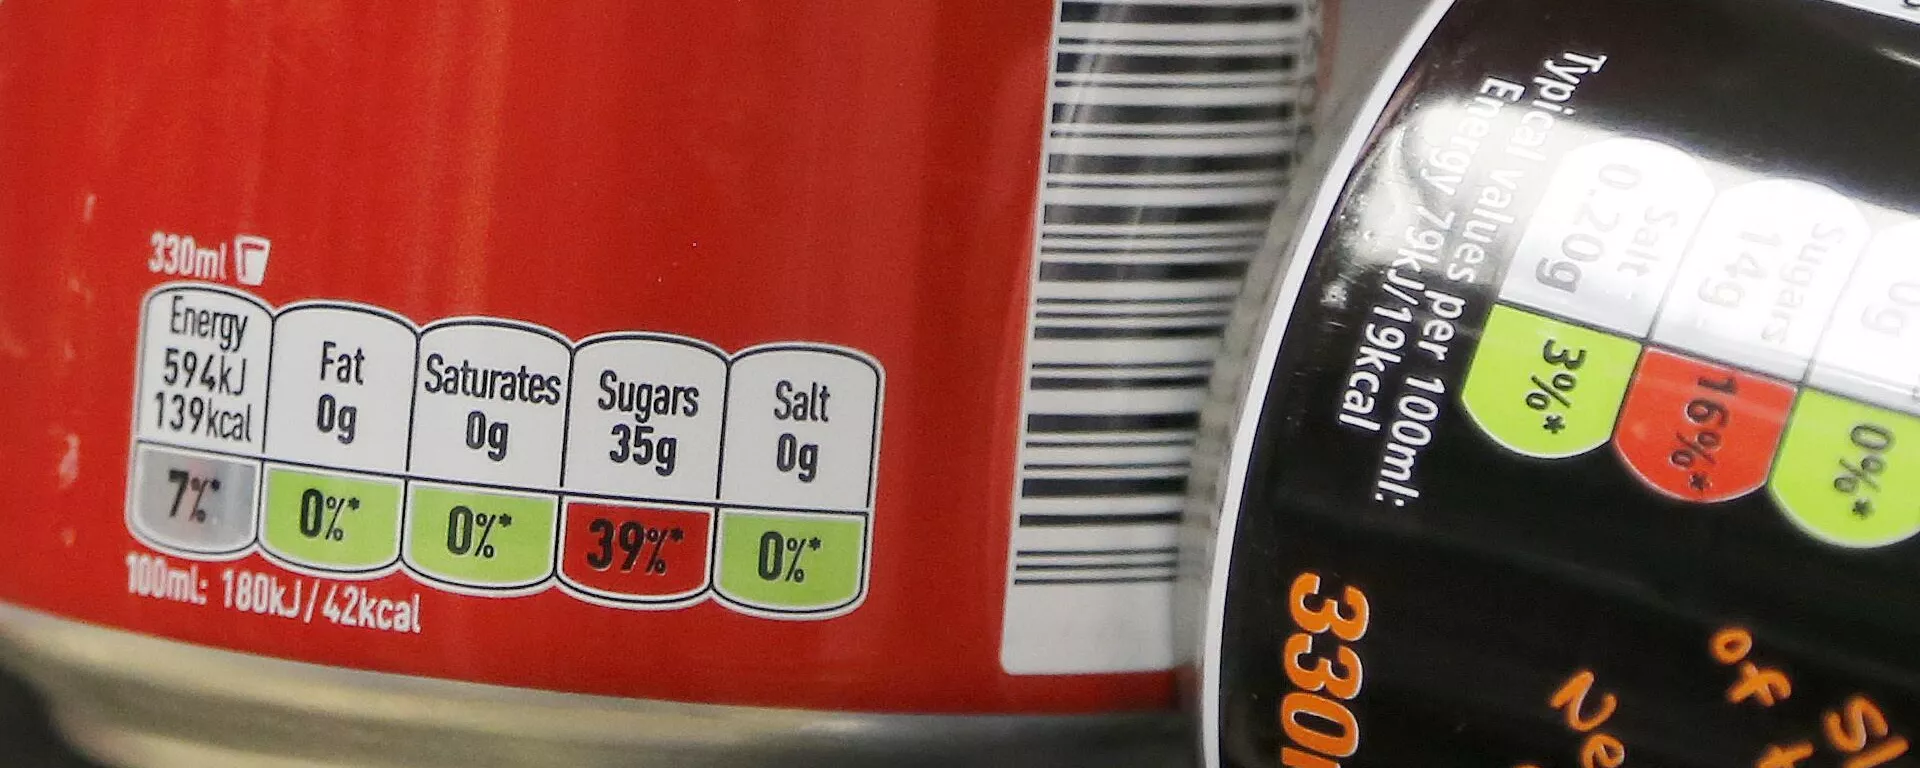 330ml
Energy
594kJ
139kcal
7%*
Fat
0g
0%*
Saturates
0g
0%*
Sugars
35g
39%*
Salt
0g
0%*
100ml: 180kJ/42kcal
0g
0%*
Sugars
14g
16%*
Salt
0.20g
3%*
Typical values per 100ml:
Energy 79kJ/19kcal
330
of